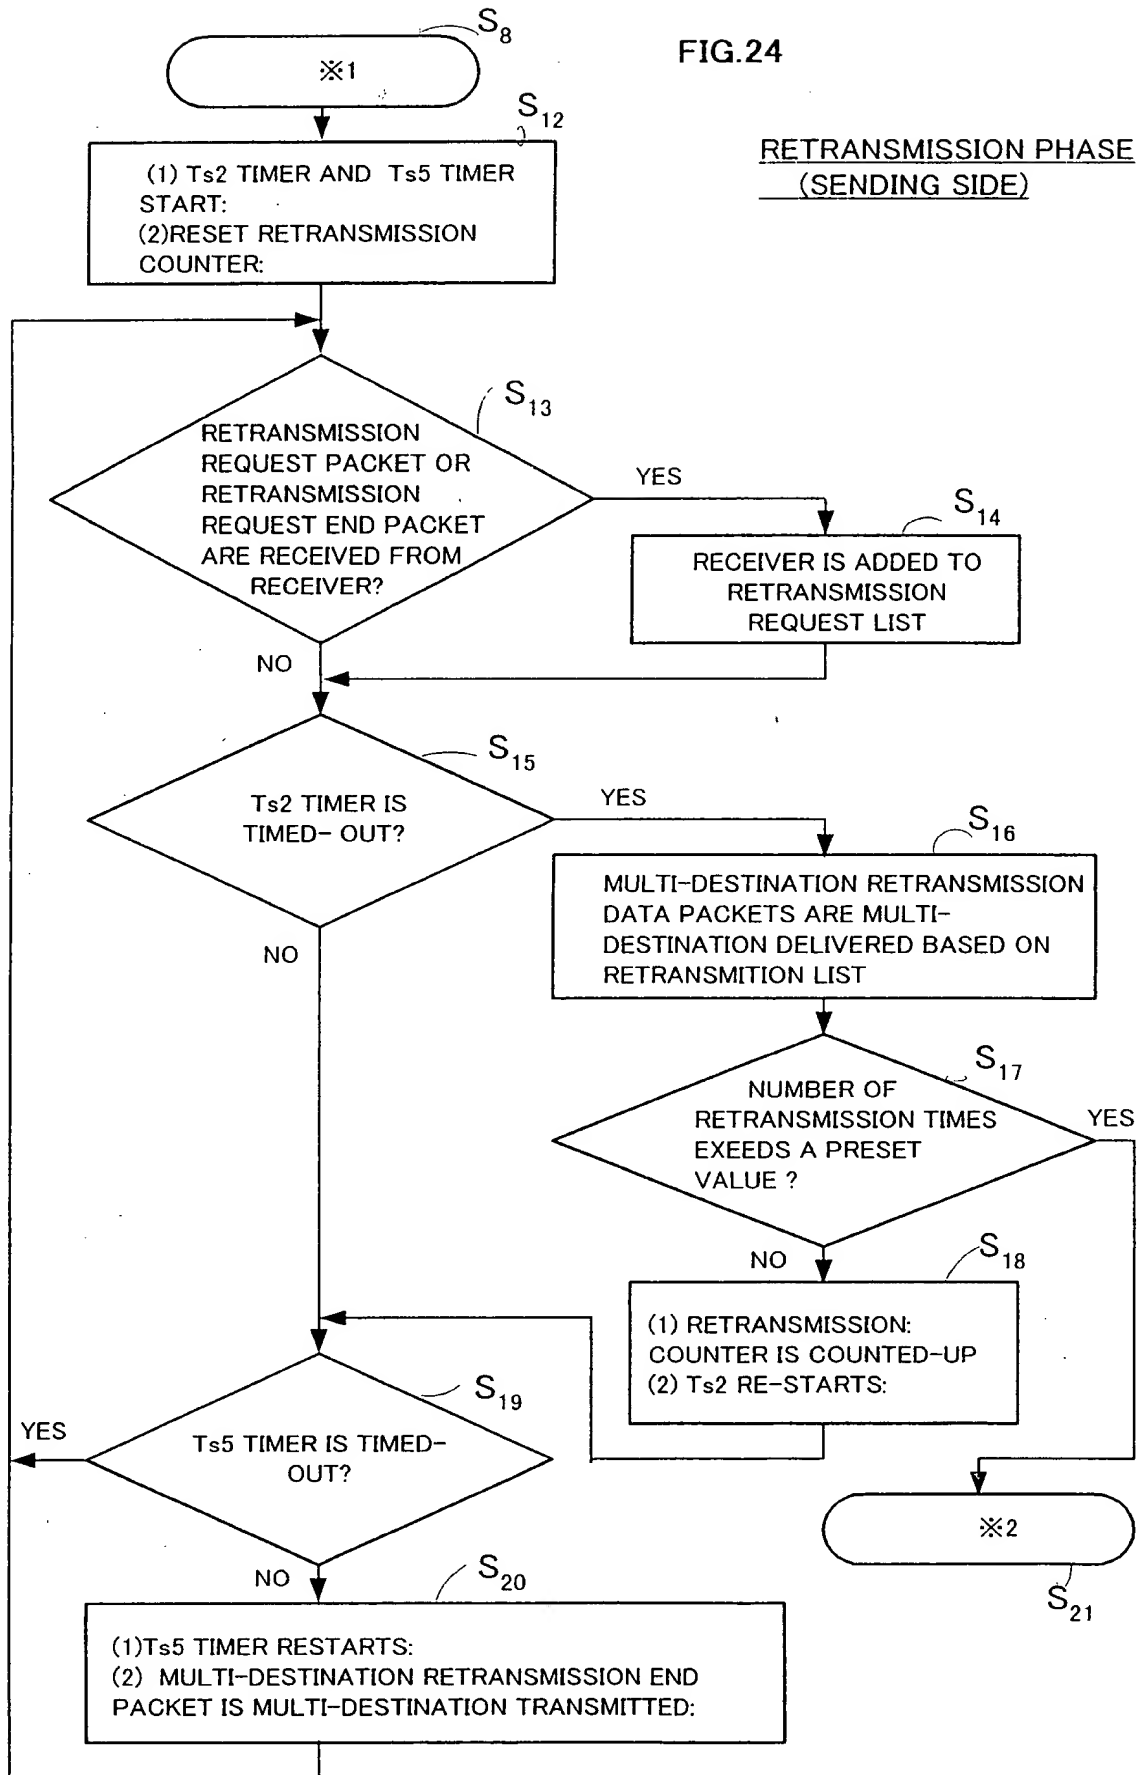 S8
※1
FIG.24
S12
RETRANSMISSION PHASE
(SENDING SIDE)
(1) Ts2 TIMER AND Ts5 TIMER
START:
(2)RESET RETRANSMISSION
COUNTER:
S13
RETRANSMISSION
REQUEST PACKET OR
RETRANSMISSION
REQUEST END PACKET
ARE RECEIVED FROM
RECEIVER?
YES
S14
RECEIVER IS ADDED TO
RETRANSMISSION
REQUEST LIST
NO
S15
Ts2 TIMER IS
TIMED- OUT?
YES
S16
MULTI-DESTINATION RETRANSMISSION
DATA PACKETS ARE MULTI-
DESTINATION DELIVERED BASED ON
RETRANSMITION LIST
NO
S17
NUMBER OF
RETRANSMISSION TIMES
EXEEDS A PRESET
VALUE ?
YES
NO
S18
(1) RETRANSMISSION:
COUNTER IS COUNTED-UP
(2) Ts2 RE-STARTS:
S19
YES
Ts5 TIMER IS TIMED-
OUT?
※2
S21
NO
S20
(1)Ts5 TIMER RESTARTS:
(2) MULTI-DESTINATION RETRANSMISSION END
PACKET IS MULTI-DESTINATION TRANSMITTED: